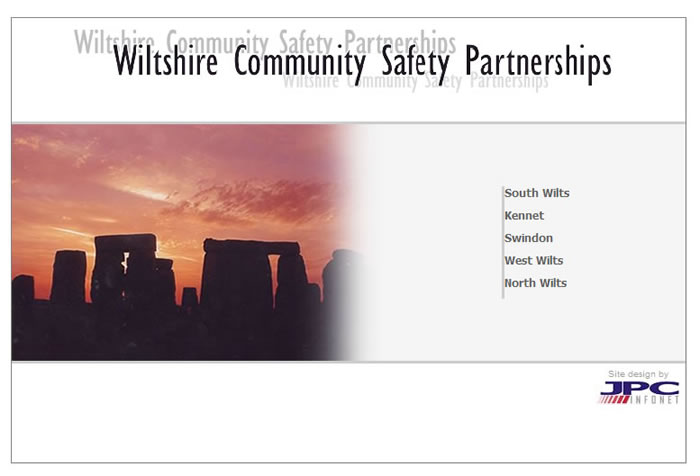 Wiltshire Community Safety Partnerships
Wiltshire Community Safety Partnerships
Wiltshire Community Safety Partnerships
South Wilts
Kennet
Swindon
West Wilts
North Wilts
Site design by
JPC
INFONET